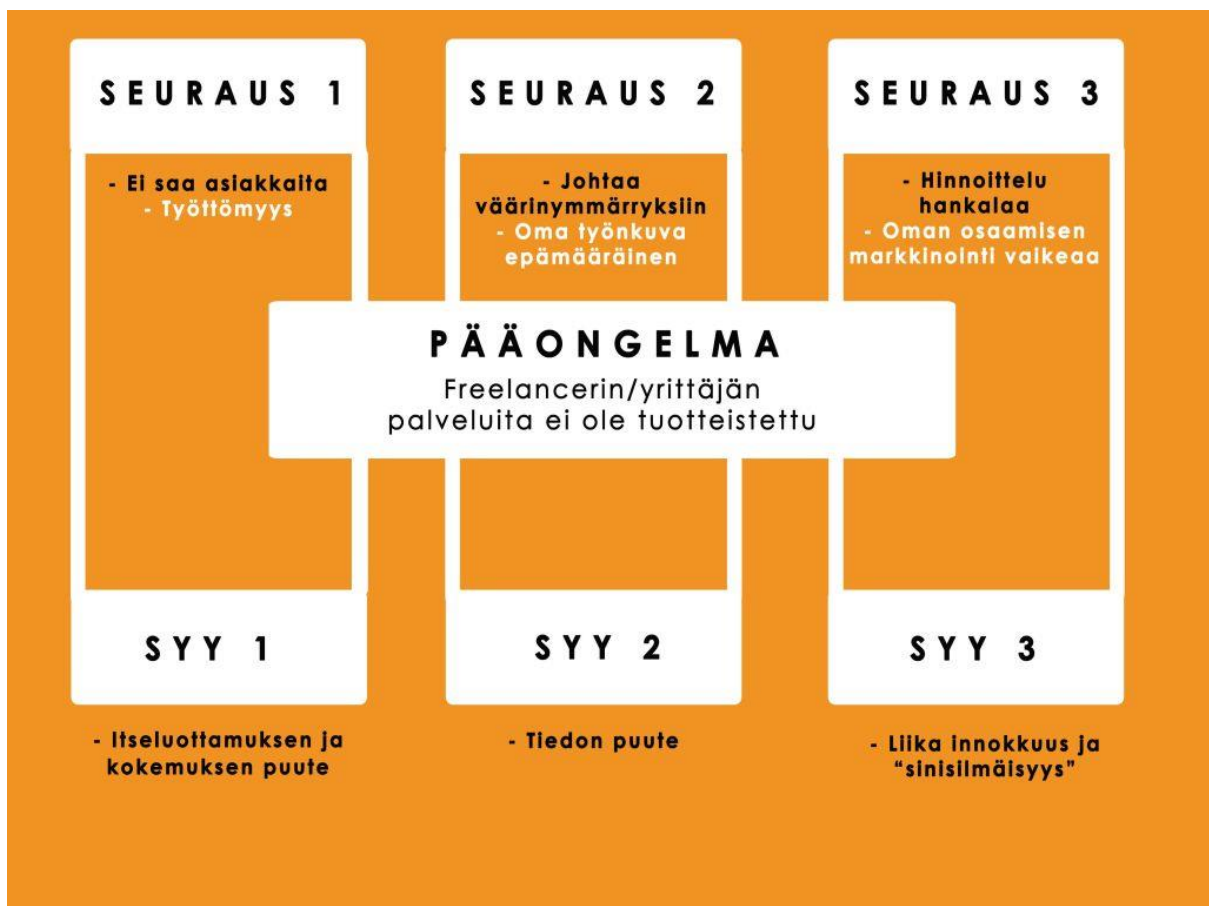 SEURAUS 1
- Ei saa asiakkaita
- Työttömyys
SEURAUS 2
- Johtaa
väärinymmärryksiin
- Oma työnkuva
epämääräinen
SEURAUS 3
- Hinnoittelu
hankalaa
- Oman osaamisen
markkinointi vaikeaa
PÄÄONGELMA
Freelancerin/yrittäjän
palveluita ei ole tuotteistettu
SYY 1
- Itseluottamuksen ja
kokemuksen puute
SYY 2
- Tiedon puute
SYY 3
- Liika innokkuus ja
“sinisilmäisyys”